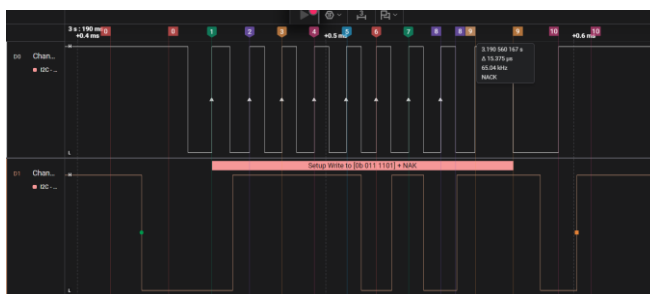 3 s : 190 ms
+0.4 ms
+0.5 ms
+0.6 ms
0 0 1 2 3 4 5 6 7 8 8 9 9 10 10
D0 Chan...
I2C - ...
H
L
3.190 560 167 s
Δ 15.375 µs
65.04 kHz
NACK
Setup Write to [0b 011 1101] + NAK
D1 Chan...
I2C - ...
H
L